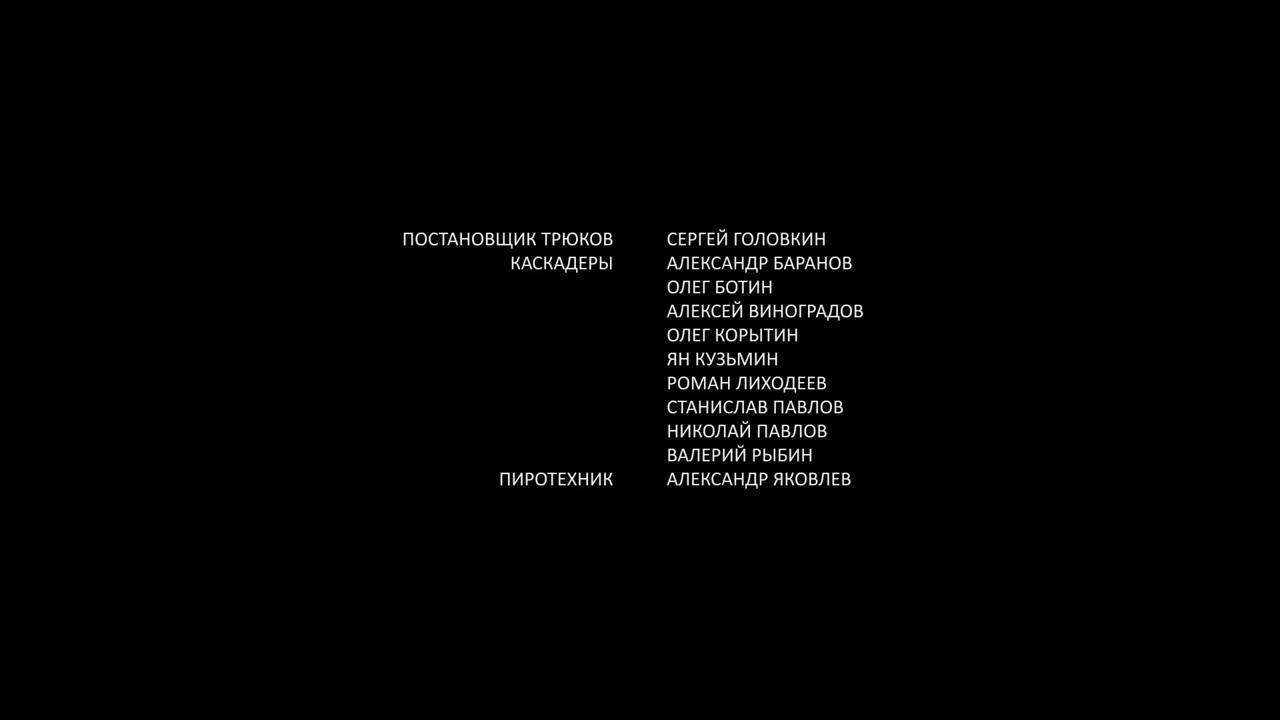 ПОСТАНОВЩИК ТРЮКОВ СЕРГЕЙ ГОЛОВКИН
КАСКАДЕРЫ АЛЕКСАНДР БАРАНОВ
ОЛЕГ БОТИН
АЛЕКСЕЙ ВИНОГРАДОВ
ОЛЕГ КОРЫТИН
ЯН КУЗЬМИН
РОМАН ЛИХОДЕЕВ
СТАНИСЛАВ ПАВЛОВ
НИКОЛАЙ ПАВЛОВ
ВАЛЕРИЙ РЫБИН
ПИРОТЕХНИК АЛЕКСАНДР ЯКОВЛЕВ